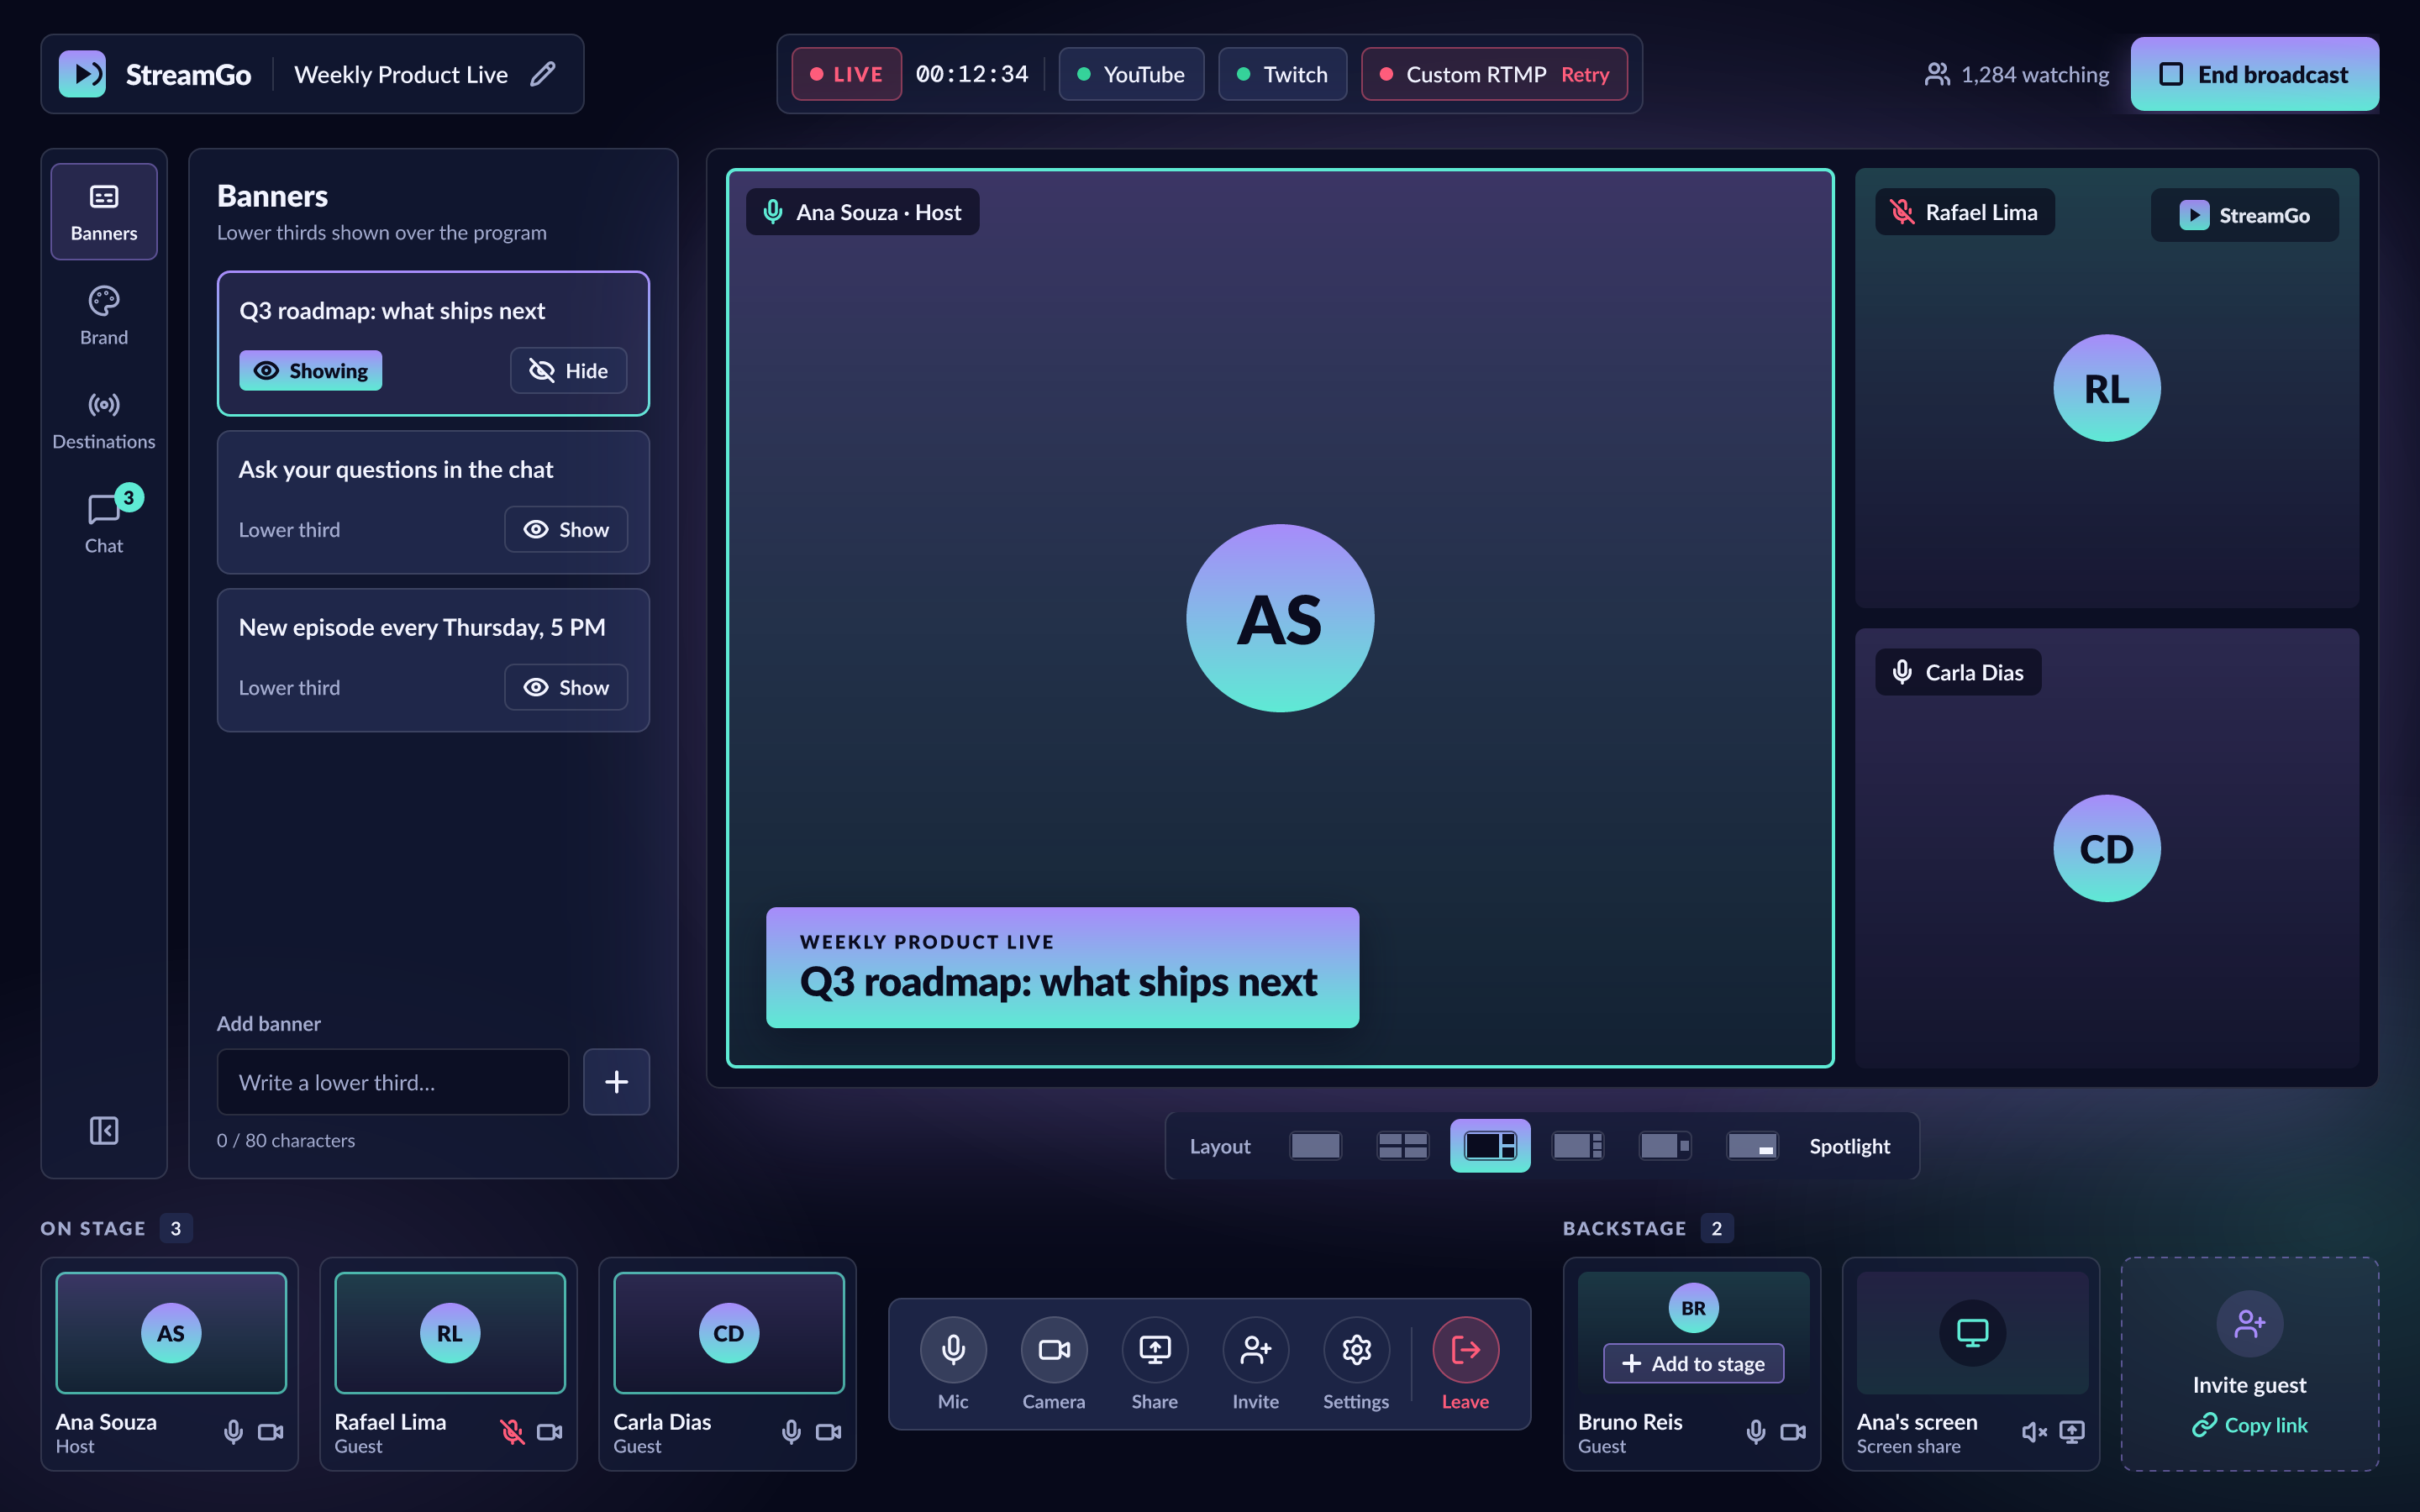 StreamGo
Weekly Product Live
LIVE
00:12:34
YouTube
Twitch
Custom RTMP Retry
1,284 watching
End broadcast
Banners
Brand
Destinations
3
Chat
Banners
Lower thirds shown over the program
Q3 roadmap: what ships next
Showing
Hide
Ask your questions in the chat
Lower third
Show
New episode every Thursday, 5 PM
Lower third
Show
Add banner
Write a lower third...
0 / 80 characters
Ana Souza · Host
AS
WEEKLY PRODUCT LIVE
Q3 roadmap: what ships next
Rafael Lima
StreamGo
RL
Carla Dias
CD
Layout
Spotlight
ON STAGE 3
AS
Ana Souza
Host
RL
Rafael Lima
Guest
CD
Carla Dias
Guest
Mic
Camera
Share
Invite
Settings
Leave
BACKSTAGE 2
BR
Add to stage
Bruno Reis
Guest
Ana's screen
Screen share
Invite guest
Copy link